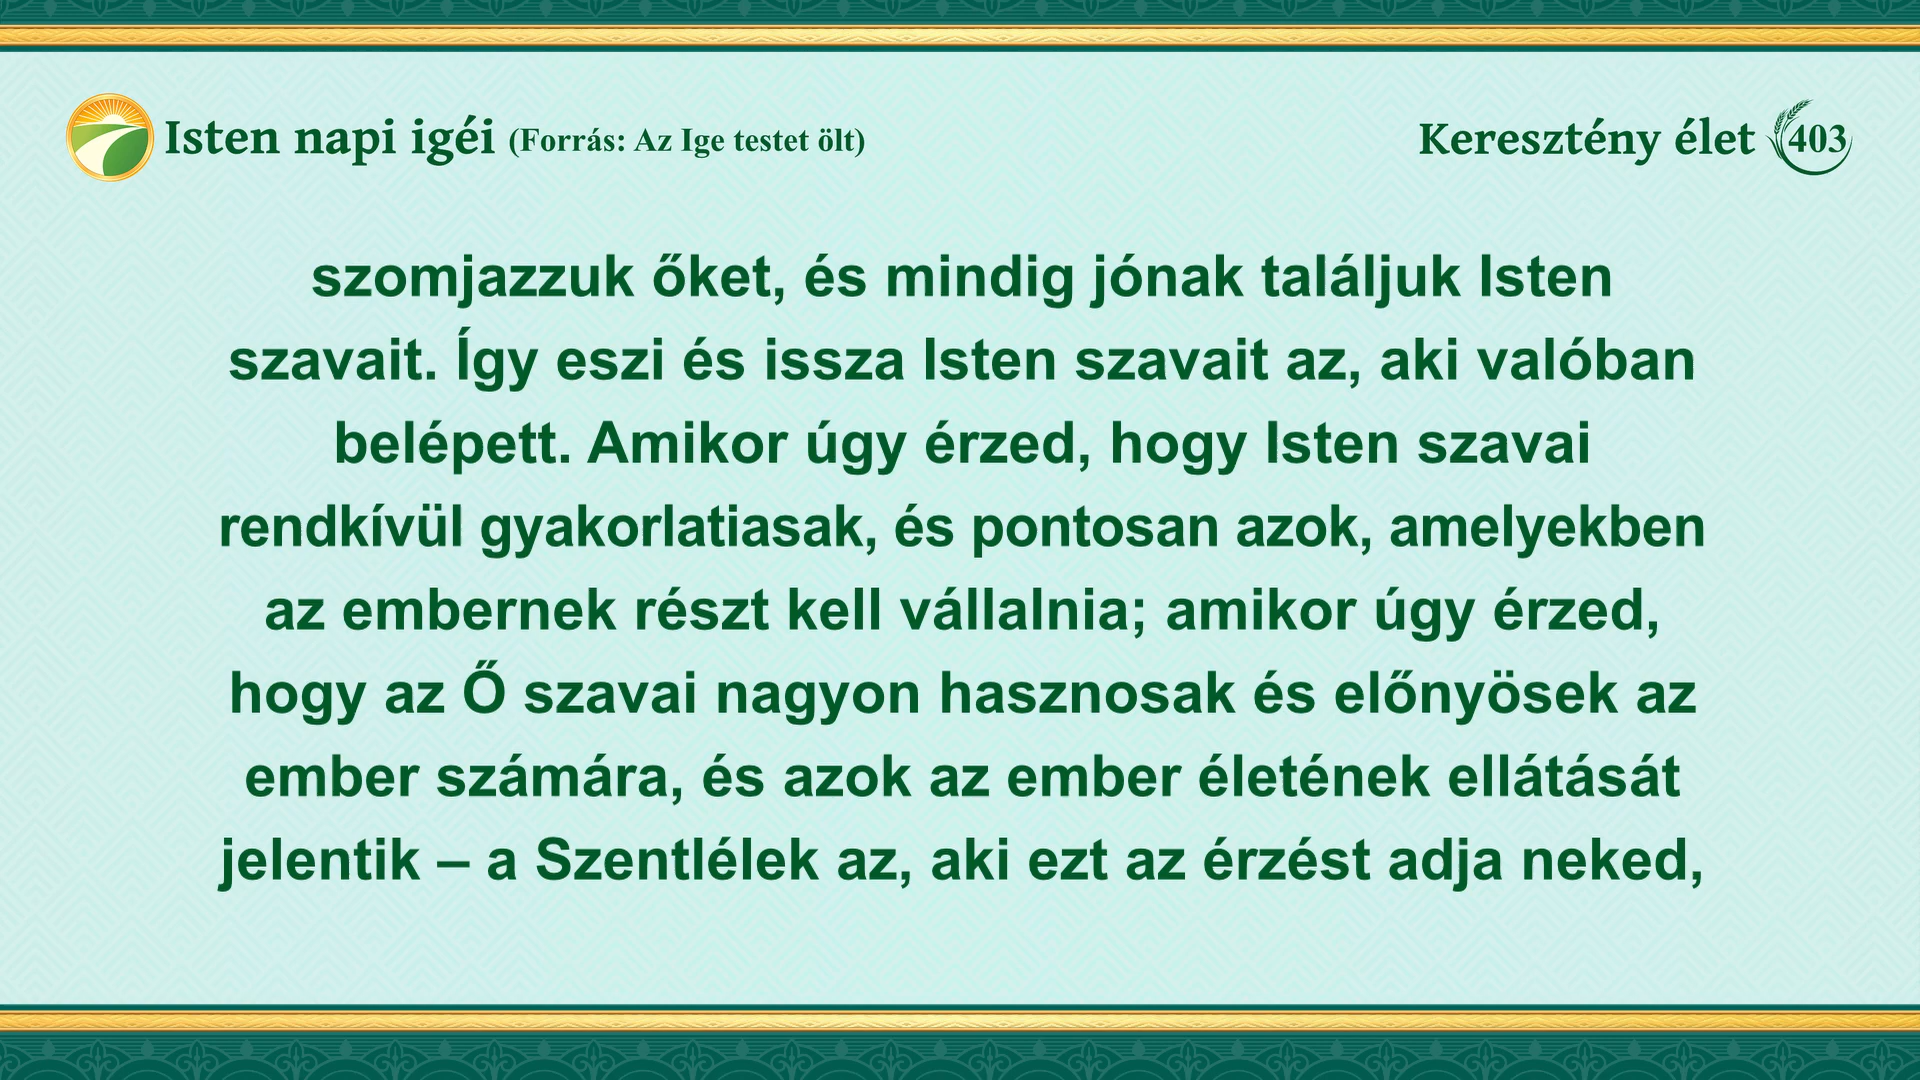 Isten napi igéi (Forrás: Az Ige testet ölt)
Keresztény élet 403
szomjazzuk őket, és mindig jónak találjuk Isten
szavait. Így eszi és issza Isten szavait az, aki valóban
belépett. Amikor úgy érzed, hogy Isten szavai
rendkívül gyakorlatiasak, és pontosan azok, amelyekben
az embernek részt kell vállalnia; amikor úgy érzed,
hogy az Ő szavai nagyon hasznosak és előnyösek az
ember számára, és azok az ember életének ellátását
jelentik – a Szentlélek az, aki ezt az érzést adja neked,